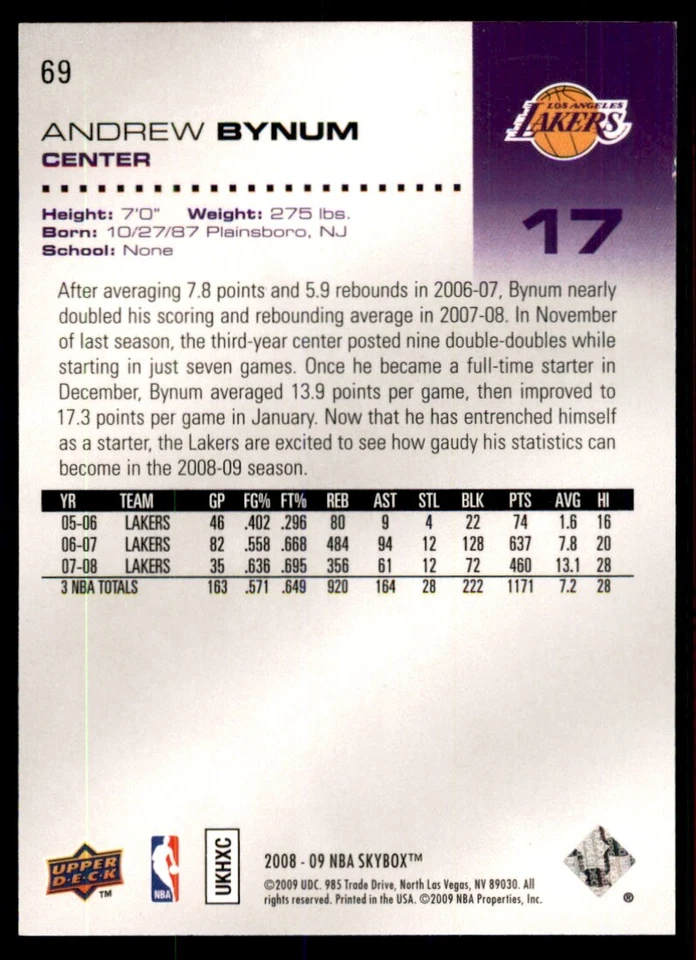 69
LOS ANGELES
LAKERS
ANDREW BYNUM
CENTER
17
Height: 7'0" Weight: 275 lbs.
Born: 10/27/87 Plainsboro, NJ
School: None
After averaging 7.8 points and 5.9 rebounds in 2006-07, Bynum nearly
doubled his scoring and rebounding average in 2007-08. In November
of last season, the third-year center posted nine double-doubles while
starting in just seven games. Once he became a full-time starter in
December, Bynum averaged 13.9 points per game, then improved to
17.3 points per game in January. Now that he has entrenched himself
as a starter, the Lakers are excited to see how gaudy his statistics can
become in the 2008-09 season.
YR TEAM GP FG% FT% REB AST STL BLK PTS AVG HI
05-06 LAKERS 46 .402 .296 80 9 4 22 74 1.6 16
06-07 LAKERS 82 .558 .668 484 94 12 128 637 7.8 20
07-08 LAKERS 35 .636 .695 356 61 12 72 460 13.1 28
3 NBA TOTALS 163 .571 .649 920 164 28 222 1171 7.2 28
UPPER
D·E·C·K
TM
NBA
UKHXC
2008 - 09 NBA SKYBOX™
©2009 UDC. 985 Trade Drive, North Las Vegas, NV 89030. All
rights reserved. Printed in the USA. ©2009 NBA Properties, Inc.
®